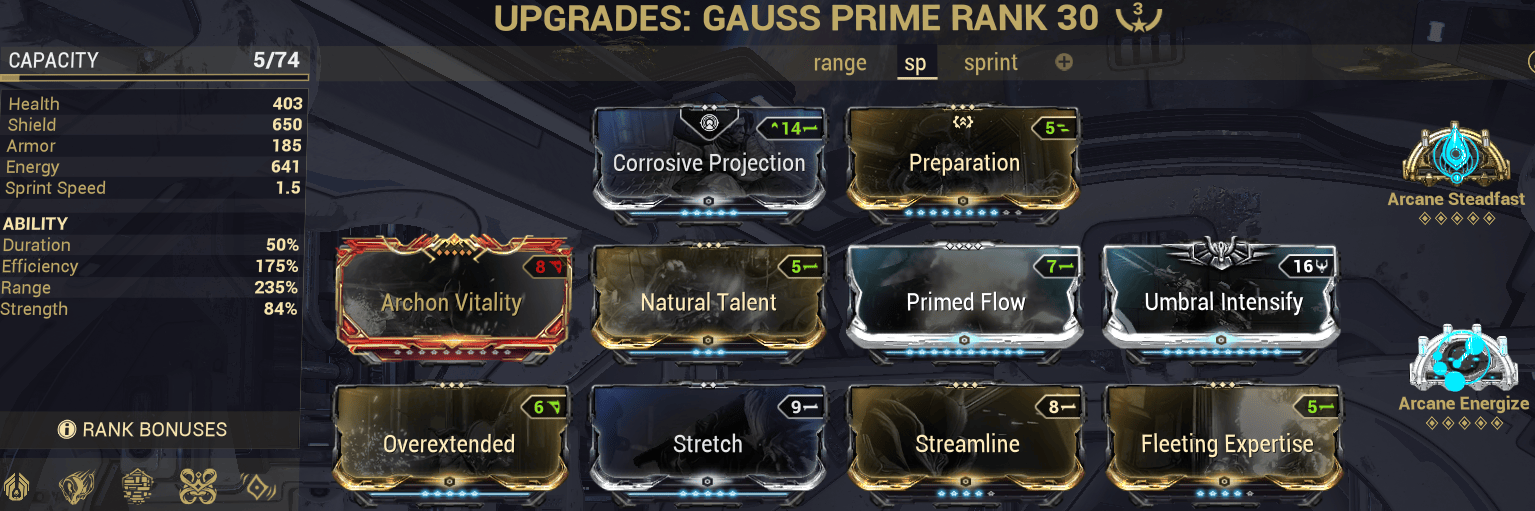 UPGRADES: GAUSS PRIME RANK 30 3
CAPACITY 5/74
range sp sprint
Health 403
Shield 650
Armor 185
Energy 641
Sprint Speed 1.5
ABILITY
Duration 50%
Efficiency 175%
Range 235%
Strength 84%
RANK BONUSES
14
Corrosive Projection
5
Preparation
Arcane Steadfast
8
Archon Vitality
5
Natural Talent
7
Primed Flow
16
Umbral Intensify
Arcane Energize
6
Overextended
9
Stretch
8
Streamline
5
Fleeting Expertise